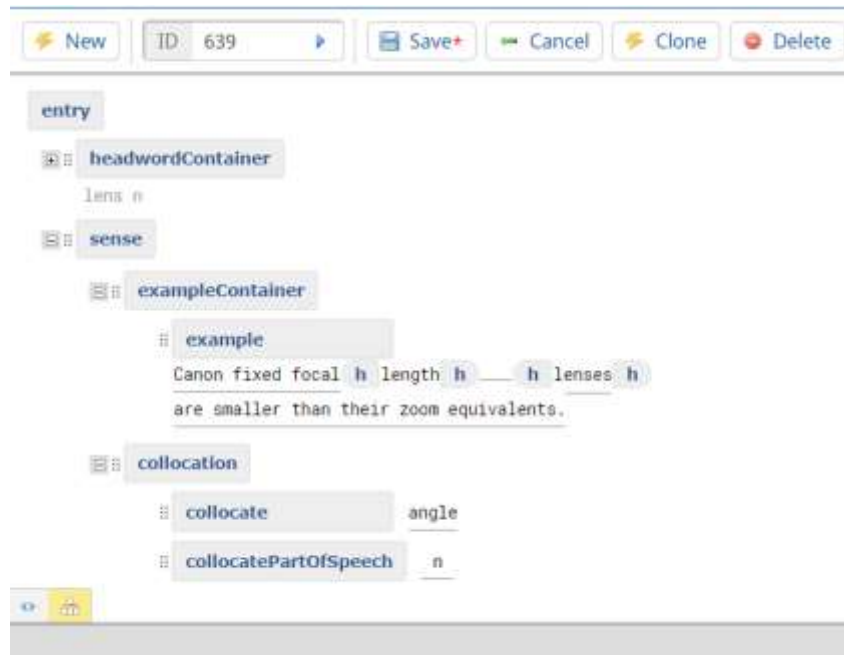 New ID 639 Save+ Cancel Clone Delete
entry
headwordContainer
lens n
sense
exampleContainer
example
Canon fixed focal h length h h lenses h
are smaller than their zoom equivalents.
collocation
collocate angle
collocatePartOfSpeech n